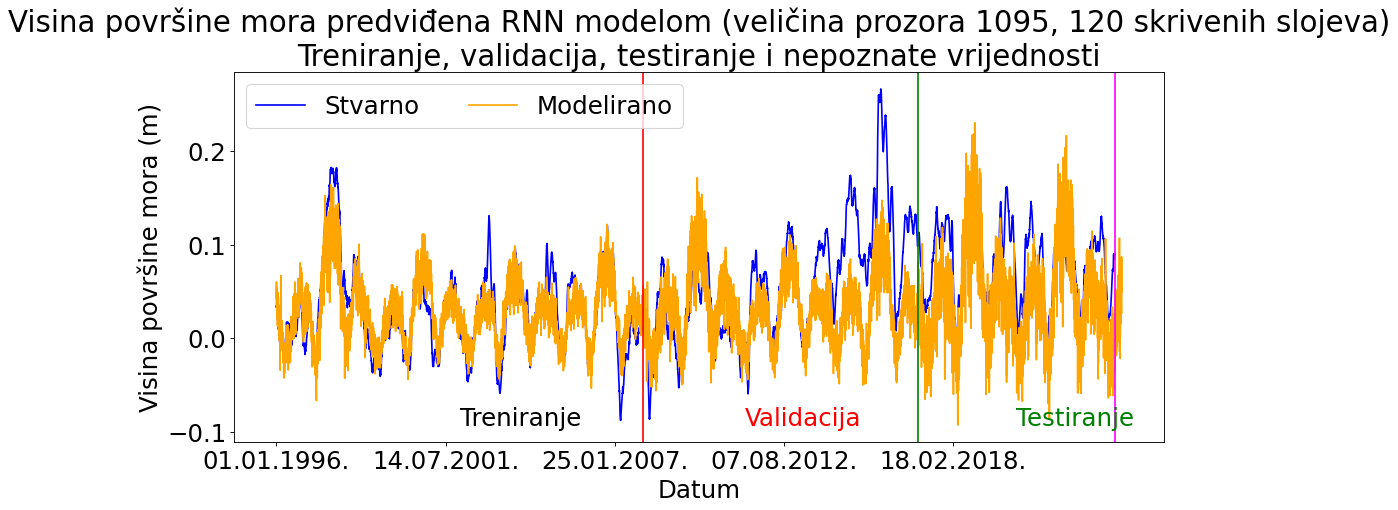 Visina površine mora predviđena RNN modelom (veličina prozora 1095, 120 skrivenih slojeva)
Treniranje, validacija, testiranje i nepoznate vrijednosti
Stvarno Modelirano
Visina površine mora (m)
0.2
0.1
0.0
−0.1
Treniranje Validacija Testiranje
01.01.1996. 14.07.2001. 25.01.2007. 07.08.2012. 18.02.2018.
Datum